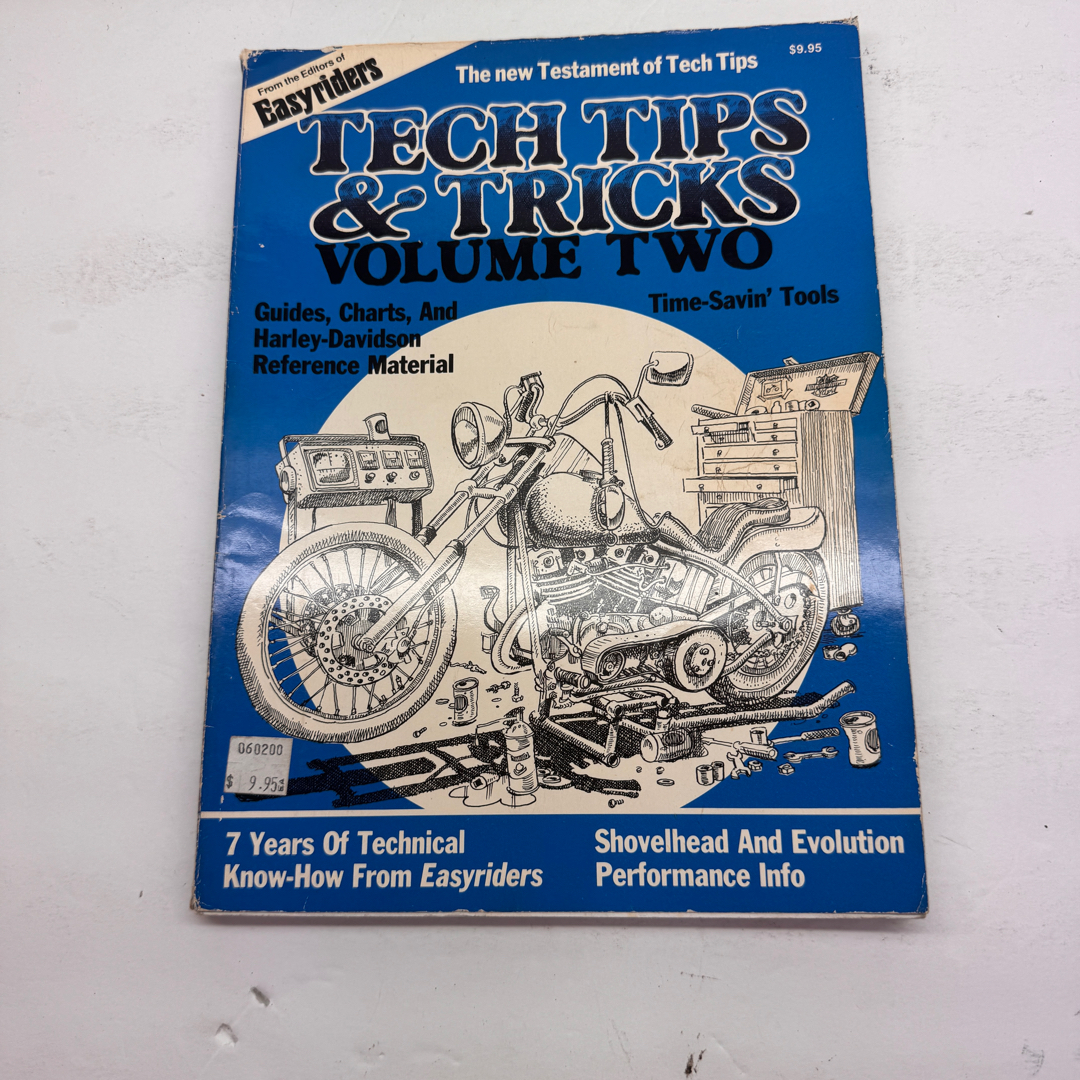 From the Editors of
Easyriders
The new Testament of Tech Tips
$9.95
TECH TIPS
& TRICKS
VOLUME TWO
Guides, Charts, And
Harley-Davidson
Reference Material
Time-Savin' Tools
060200
$ 9.95
7 Years Of Technical
Know-How From Easyriders
Shovelhead And Evolution
Performance Info